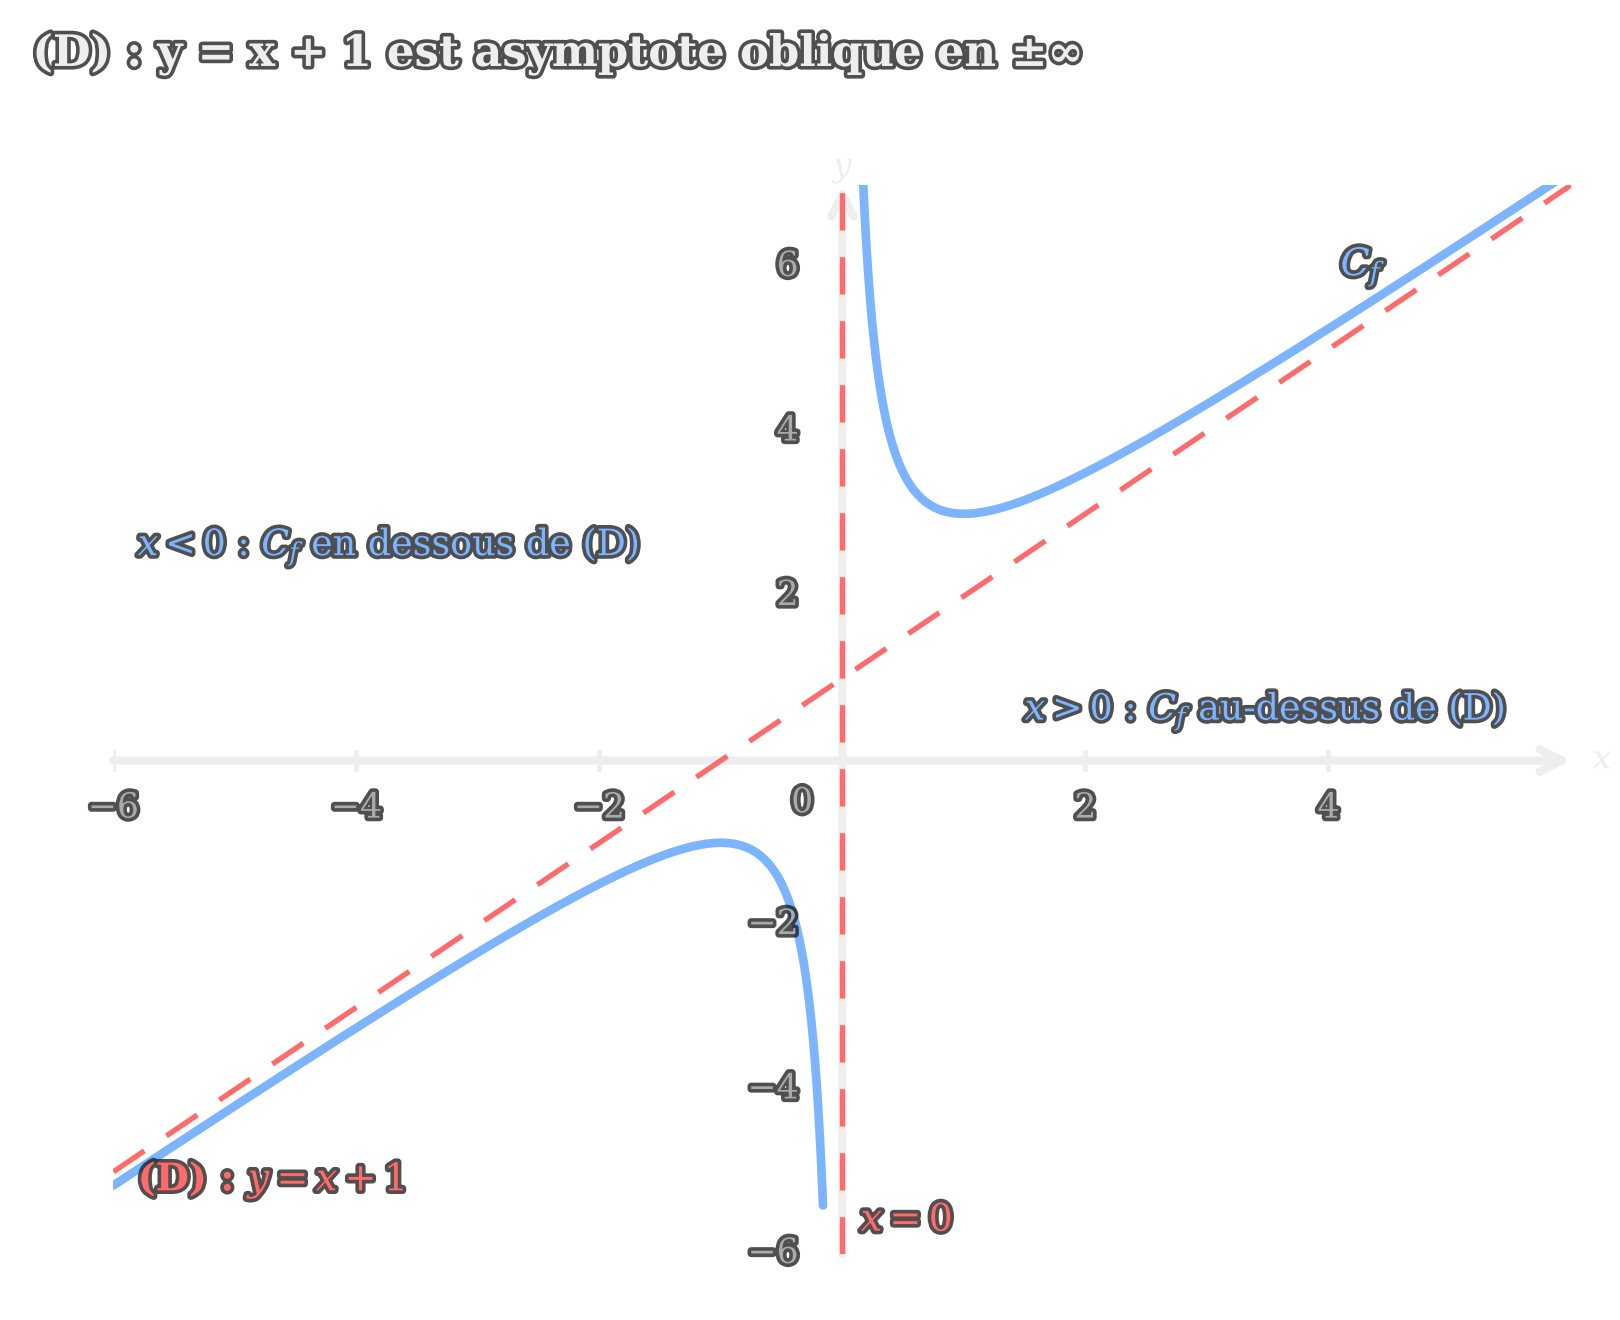 (D) : y = x + 1 est asymptote oblique en ±∞
y
6
C_f
4
x < 0 : C_f en dessous de (D)
2
x > 0 : C_f au-dessus de (D)
x
−6 −4 −2 0 2 4
−2
−4
(D) : y = x + 1
x = 0
−6